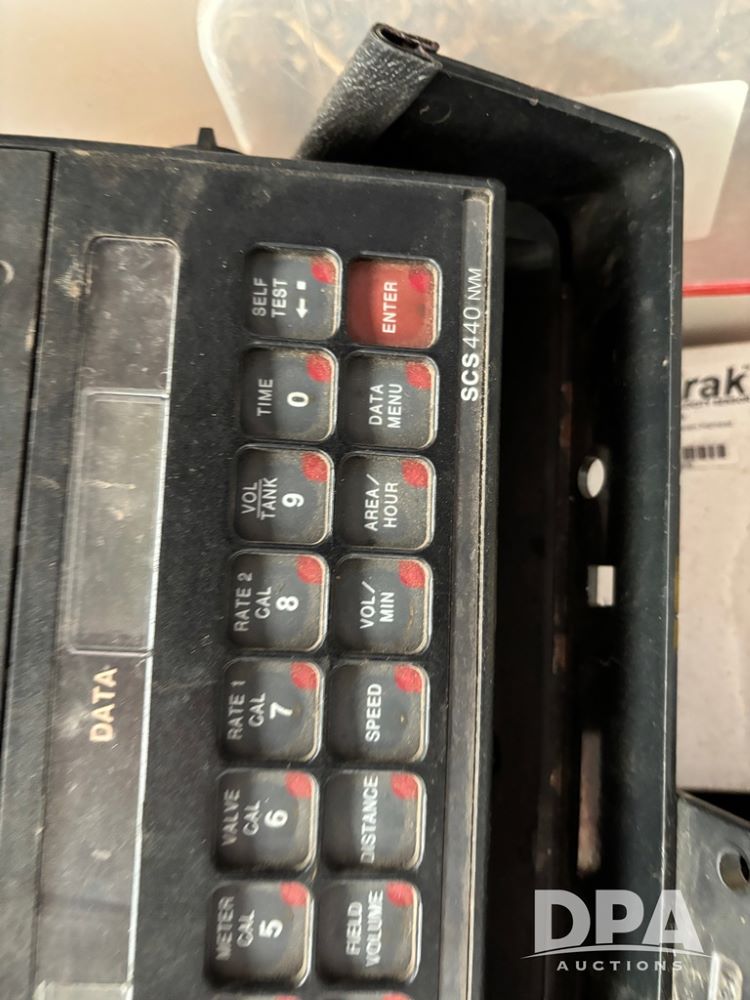 DATA
METER
CAL
5
VALVE
CAL
6
RATE 1
CAL
7
RATE 2
CAL
8
VOL
TANK
9
TIME
0
SELF
TEST
←▪
FIELD
VOLUME
DISTANCE
SPEED
VOL/
MIN
AREA/
HOUR
DATA
MENU
ENTER
SCS 440 NVM
rak
DPA
AUCTIONS